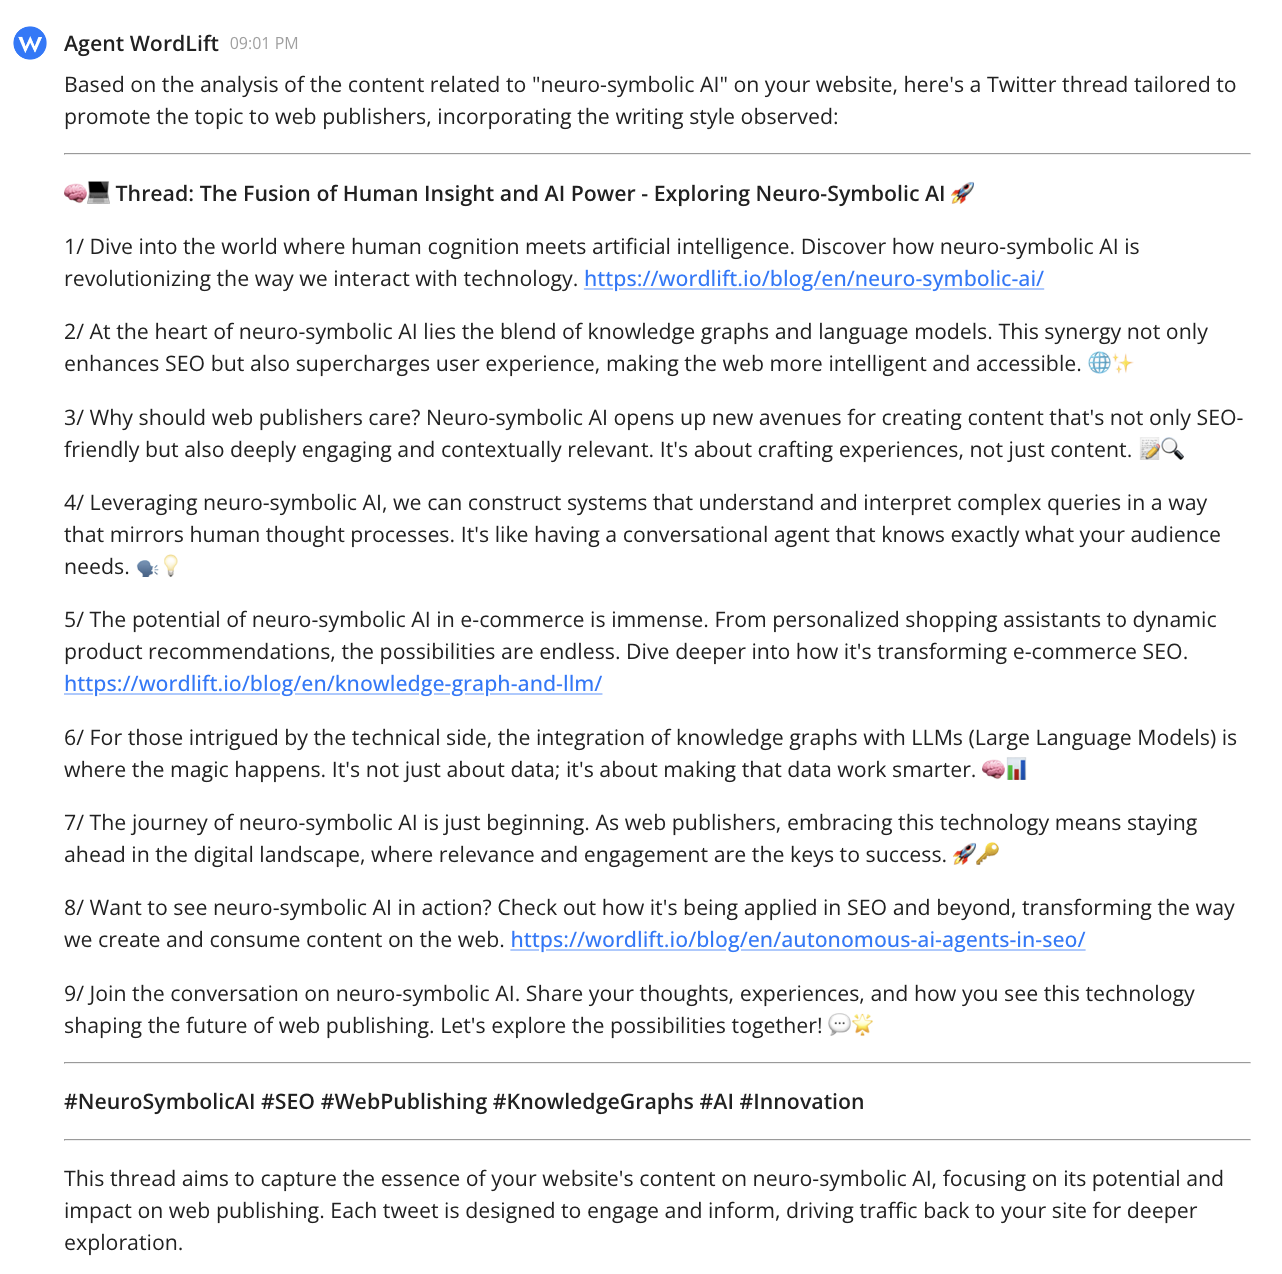 W
Agent WordLift 09:01 PM
Based on the analysis of the content related to "neuro-symbolic AI" on your website, here's a Twitter thread tailored to
promote the topic to web publishers, incorporating the writing style observed:
🧠💻 Thread: The Fusion of Human Insight and AI Power - Exploring Neuro-Symbolic AI 🚀
1/ Dive into the world where human cognition meets artificial intelligence. Discover how neuro-symbolic AI is
revolutionizing the way we interact with technology. https://wordlift.io/blog/en/neuro-symbolic-ai/
2/ At the heart of neuro-symbolic AI lies the blend of knowledge graphs and language models. This synergy not only
enhances SEO but also supercharges user experience, making the web more intelligent and accessible. 🌐✨
3/ Why should web publishers care? Neuro-symbolic AI opens up new avenues for creating content that's not only SEO-
friendly but also deeply engaging and contextually relevant. It's about crafting experiences, not just content. 📝🔍
4/ Leveraging neuro-symbolic AI, we can construct systems that understand and interpret complex queries in a way
that mirrors human thought processes. It's like having a conversational agent that knows exactly what your audience
needs. 🗣️💡
5/ The potential of neuro-symbolic AI in e-commerce is immense. From personalized shopping assistants to dynamic
product recommendations, the possibilities are endless. Dive deeper into how it's transforming e-commerce SEO.
https://wordlift.io/blog/en/knowledge-graph-and-llm/
6/ For those intrigued by the technical side, the integration of knowledge graphs with LLMs (Large Language Models) is
where the magic happens. It's not just about data; it's about making that data work smarter. 🧠📊
7/ The journey of neuro-symbolic AI is just beginning. As web publishers, embracing this technology means staying
ahead in the digital landscape, where relevance and engagement are the keys to success. 🚀🔑
8/ Want to see neuro-symbolic AI in action? Check out how it's being applied in SEO and beyond, transforming the way
we create and consume content on the web. https://wordlift.io/blog/en/autonomous-ai-agents-in-seo/
9/ Join the conversation on neuro-symbolic AI. Share your thoughts, experiences, and how you see this technology
shaping the future of web publishing. Let's explore the possibilities together! 💬🌟
#NeuroSymbolicAI #SEO #WebPublishing #KnowledgeGraphs #AI #Innovation
This thread aims to capture the essence of your website's content on neuro-symbolic AI, focusing on its potential and
impact on web publishing. Each tweet is designed to engage and inform, driving traffic back to your site for deeper
exploration.